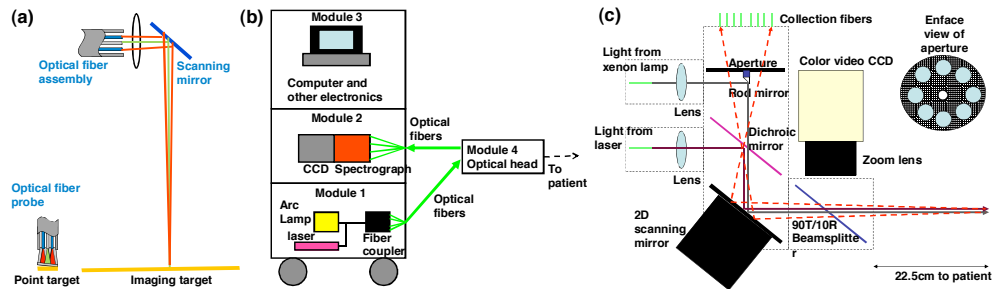 (a)
Optical fiber
assembly
Scanning
mirror
Optical fiber
probe
Point target
Imaging target
(b)
Module 3
Computer and
other electronics
Module 2
CCD Spectrograph
Optical
fibers
Module 4
Optical head
To
patient
Module 1
Arc
Lamp
laser
Fiber
coupler
Optical
fibers
(c)
Collection fibers
Light from
xenon lamp
Lens
Aperture
Rod mirror
Color video CCD
Enface
view of
aperture
Light from
laser
Lens
Dichroic
mirror
Zoom lens
2D
scanning
mirror
90T/10R
Beamsplitte
r
22.5cm to patient